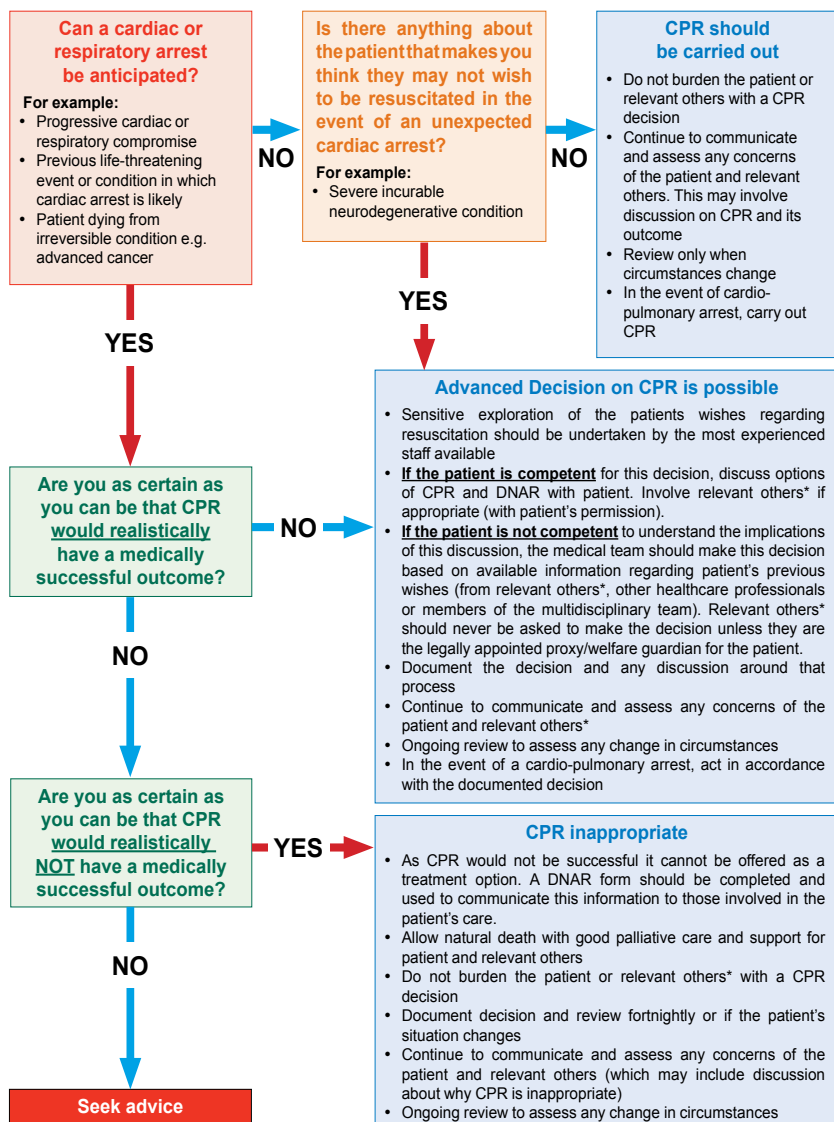 Can a cardiac or
respiratory arrest
be anticipated?
For example:
• Progressive cardiac or
respiratory compromise
• Previous life-threatening
event or condition in which
cardiac arrest is likely
• Patient dying from
irreversible condition e.g.
advanced cancer
NO
Is there anything about
the patient that makes you
think they may not wish
to be resuscitated in the
event of an unexpected
cardiac arrest?
For example:
• Severe incurable
neurodegenerative condition
NO
CPR should
be carried out
• Do not burden the patient or
relevant others with a CPR
decision
• Continue to communicate
and assess any concerns
of the patient and relevant
others. This may involve
discussion on CPR and its
outcome
• Review only when
circumstances change
• In the event of cardio-
pulmonary arrest, carry out
CPR
YES
YES
Advanced Decision on CPR is possible
• Sensitive exploration of the patients wishes regarding
resuscitation should be undertaken by the most experienced
staff available
• If the patient is competent for this decision, discuss options
of CPR and DNAR with patient. Involve relevant others* if
appropriate (with patient's permission).
• If the patient is not competent to understand the implications
of this discussion, the medical team should make this decision
based on available information regarding patient's previous
wishes (from relevant others*, other healthcare professionals
or members of the multidisciplinary team). Relevant others*
should never be asked to make the decision unless they are
the legally appointed proxy/welfare guardian for the patient.
• Document the decision and any discussion around that
process
• Continue to communicate and assess any concerns of the
patient and relevant others*
• Ongoing review to assess any change in circumstances
• In the event of a cardio-pulmonary arrest, act in accordance
with the documented decision
Are you as certain as
you can be that CPR
would realistically
have a medically
successful outcome?
NO
NO
Are you as certain as
you can be that CPR
would realistically
NOT have a medically
successful outcome?
YES
CPR inappropriate
• As CPR would not be successful it cannot be offered as a
treatment option. A DNAR form should be completed and
used to communicate this information to those involved in the
patient's care.
• Allow natural death with good palliative care and support for
patient and relevant others
• Do not burden the patient or relevant others* with a CPR
decision
• Document decision and review fortnightly or if the patient's
situation changes
• Continue to communicate and assess any concerns of the
patient and relevant others (which may include discussion
about why CPR is inappropriate)
• Ongoing review to assess any change in circumstances
NO
Seek advice